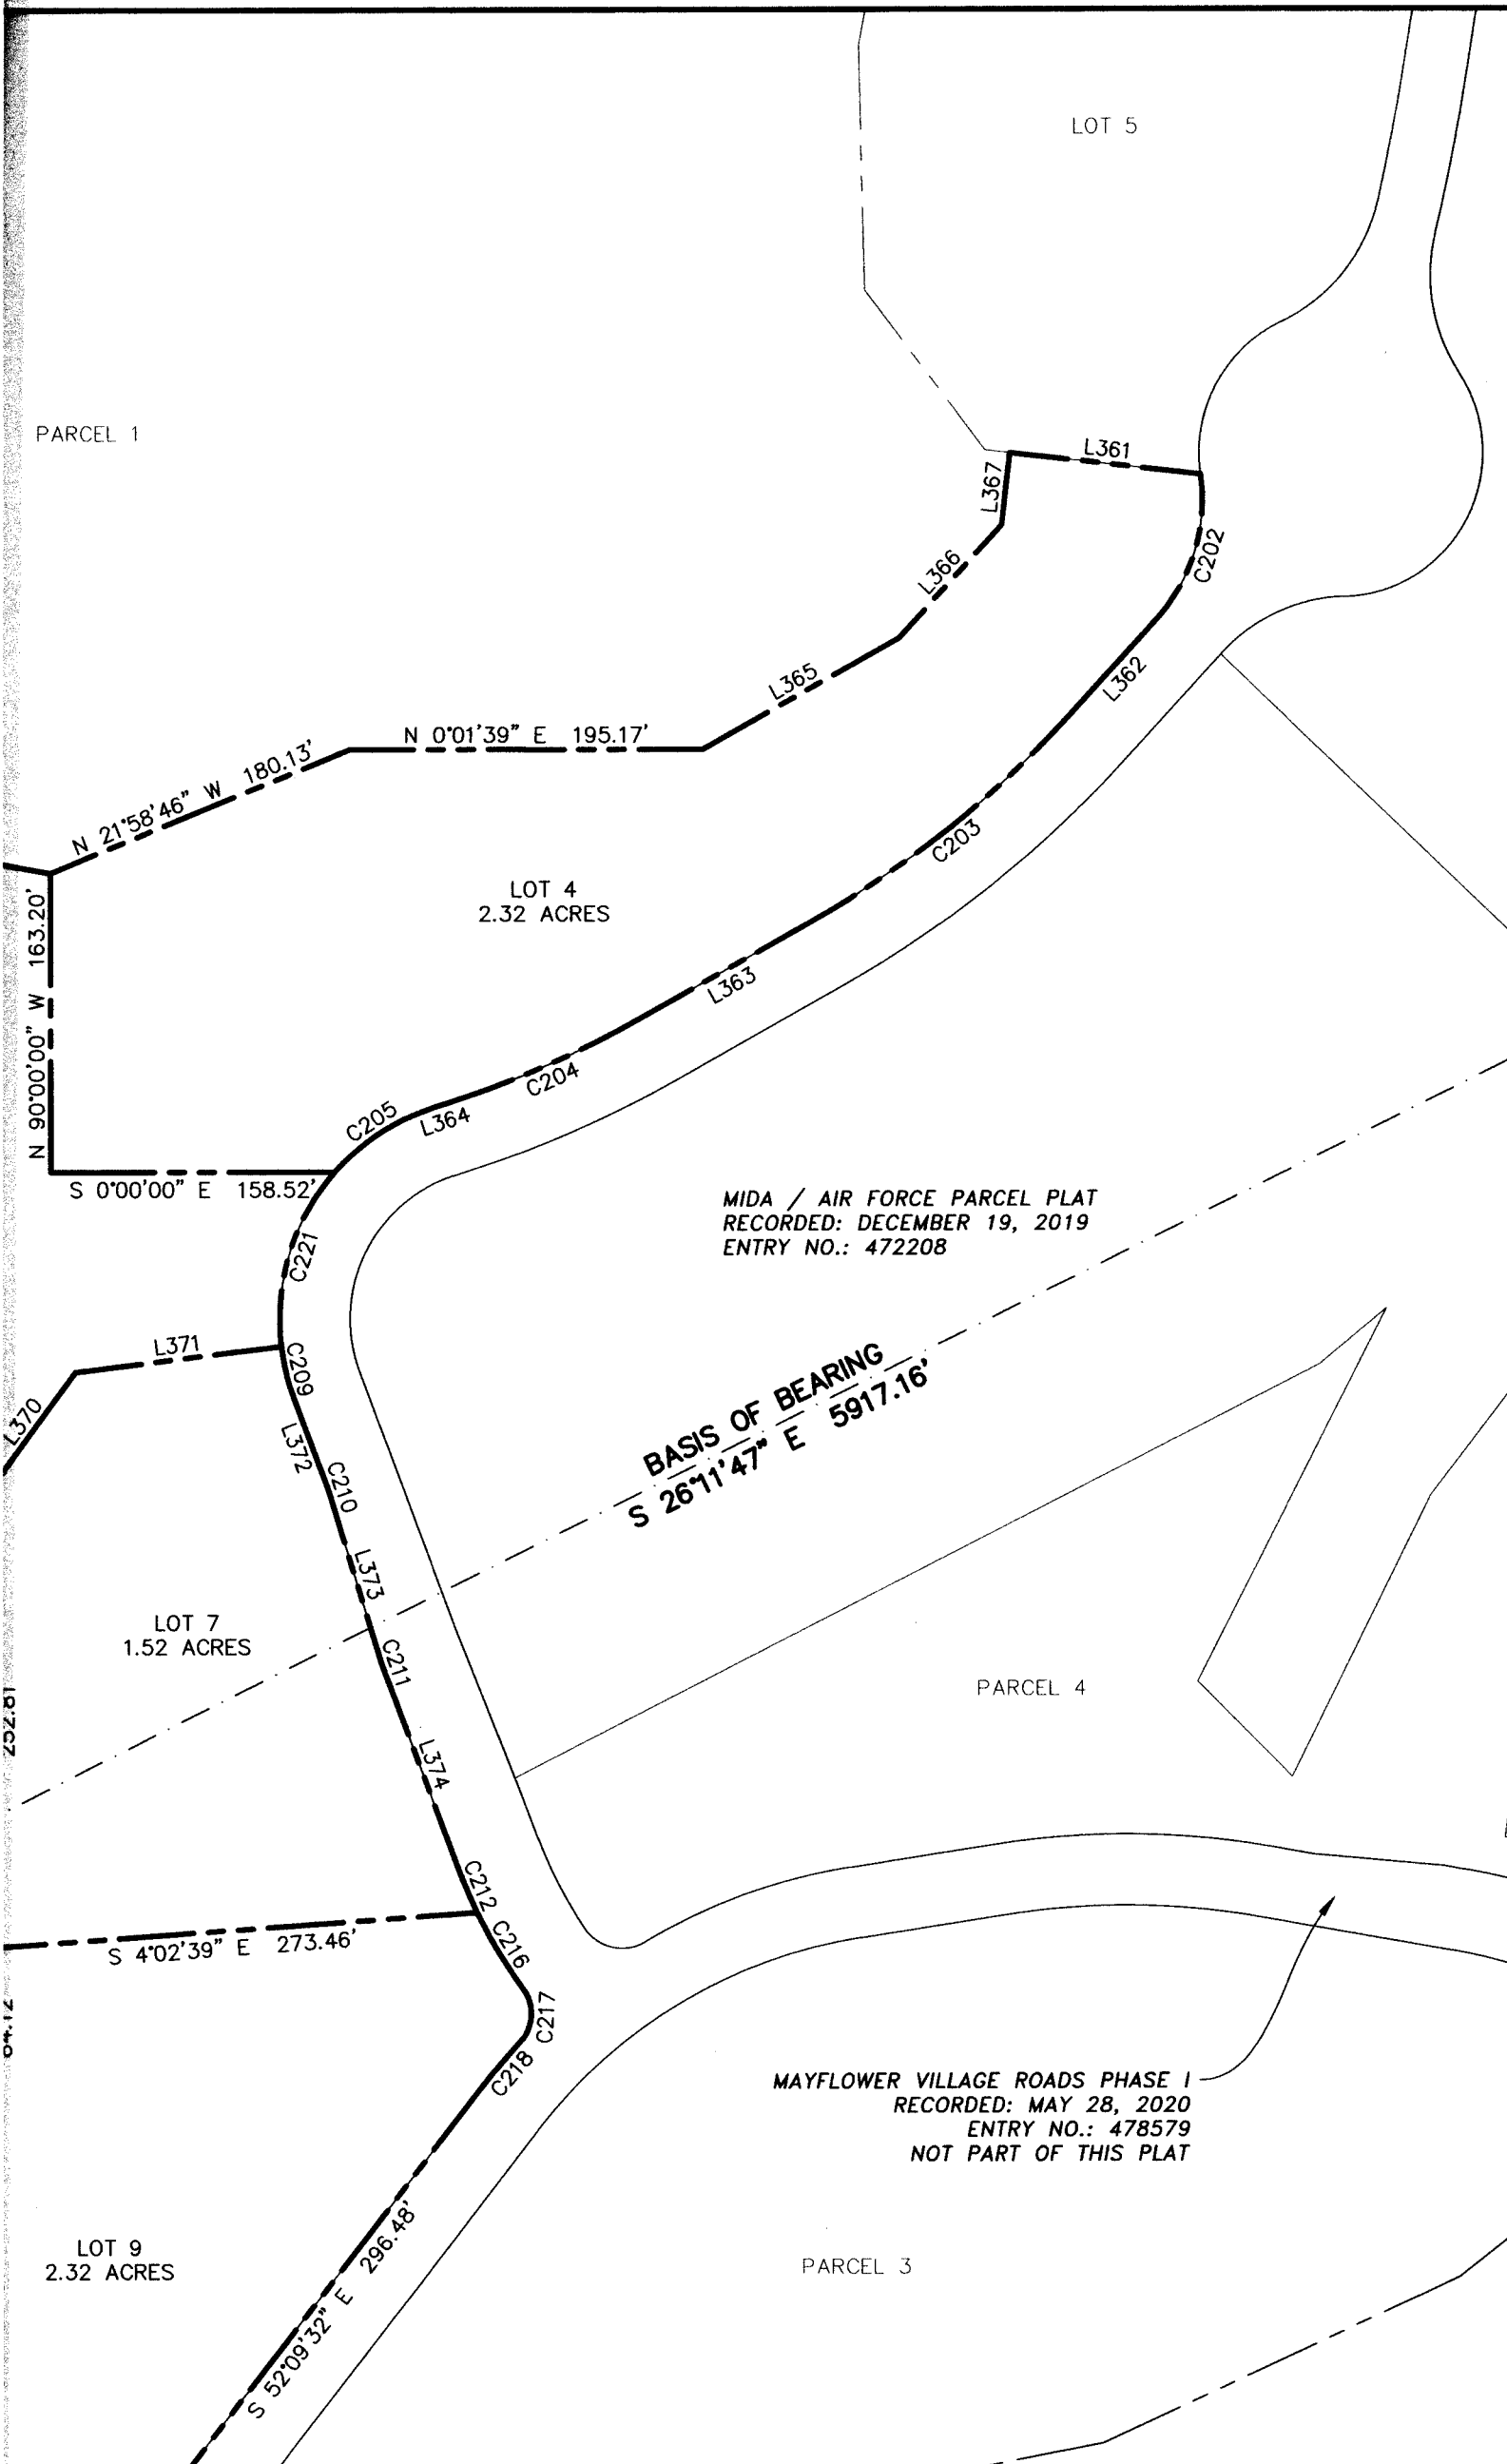 LOT 5
PARCEL 1
L361
L367
C202
L366
L362
L365
N 0°01'39" E 195.17'
N 21°58'46" W 180.13'
C203
LOT 4
2.32 ACRES
N 90°00'00" W 163.20'
L363
C204
C205
L364
S 0°00'00" E 158.52'
MIDA / AIR FORCE PARCEL PLAT
RECORDED: DECEMBER 19, 2019
ENTRY NO.: 472208
C221
L371
C209
L370
BASIS OF BEARING
S 26°11'47" E 5917.16'
L372
C210
L373
LOT 7
1.52 ACRES
C211
PARCEL 4
252.81
L374
C212
C216
S 4°02'39" E 273.46'
C217
C218
MAYFLOWER VILLAGE ROADS PHASE I
RECORDED: MAY 28, 2020
ENTRY NO.: 478579
NOT PART OF THIS PLAT
LOT 9
2.32 ACRES
S 52°09'32" E 296.48'
PARCEL 3